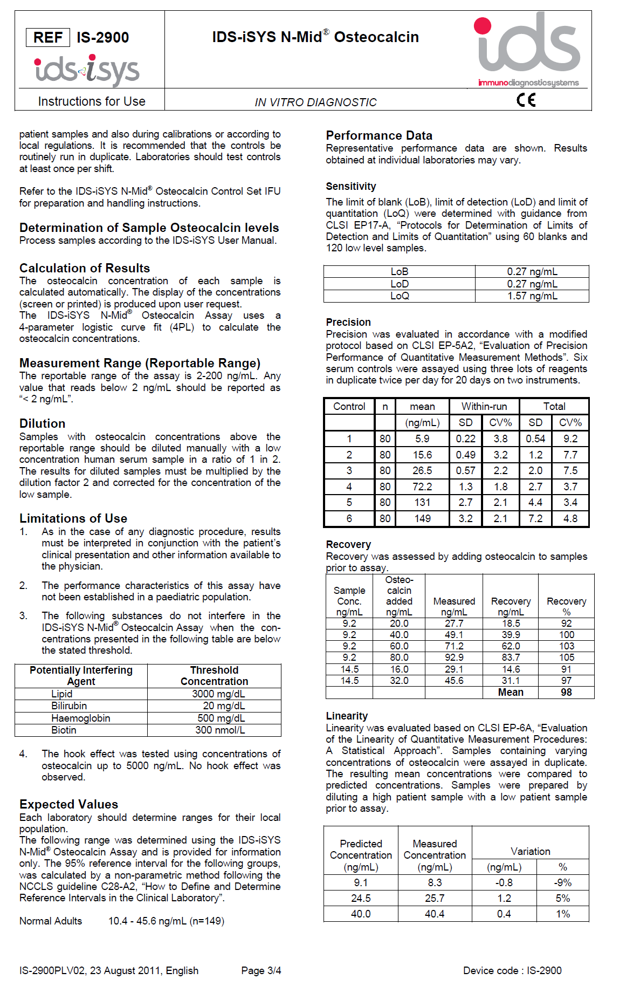 REF IS-2900
ids-isys
IDS-iSYS N-Mid® Osteocalcin
ids
immunodiagnosticsystems
Instructions for Use
IN VITRO DIAGNOSTIC
CE
patient samples and also during calibrations or according to
local regulations. It is recommended that the controls be
routinely run in duplicate. Laboratories should test controls
at least once per shift.
Refer to the IDS-iSYS N-Mid® Osteocalcin Control Set IFU
for preparation and handling instructions.
Determination of Sample Osteocalcin levels
Process samples according to the IDS-iSYS User Manual.
Calculation of Results
The osteocalcin concentration of each sample is
calculated automatically. The display of the concentrations
(screen or printed) is produced upon user request.
The IDS-iSYS N-Mid® Osteocalcin Assay uses a
4-parameter logistic curve fit (4PL) to calculate the
osteocalcin concentrations.
Measurement Range (Reportable Range)
The reportable range of the assay is 2-200 ng/mL. Any
value that reads below 2 ng/mL should be reported as
“< 2 ng/mL”.
Dilution
Samples with osteocalcin concentrations above the
reportable range should be diluted manually with a low
concentration human serum sample in a ratio of 1 in 2.
The results for diluted samples must be multiplied by the
dilution factor 2 and corrected for the concentration of the
low sample.
Limitations of Use
1. As in the case of any diagnostic procedure, results
must be interpreted in conjunction with the patient’s
clinical presentation and other information available to
the physician.
2. The performance characteristics of this assay have
not been established in a paediatric population.
3. The following substances do not interfere in the
IDS-iSYS N-Mid® Osteocalcin Assay when the con-
centrations presented in the following table are below
the stated threshold.
Potentially Interfering Agent | Threshold Concentration
Lipid 3000 mg/dL
Bilirubin 20 mg/dL
Haemoglobin 500 mg/dL
Biotin 300 nmol/L
4. The hook effect was tested using concentrations of
osteocalcin up to 5000 ng/mL. No hook effect was
observed.
Expected Values
Each laboratory should determine ranges for their local
population.
The following range was determined using the IDS-iSYS
N-Mid® Osteocalcin Assay and is provided for information
only. The 95% reference interval for the following groups,
was calculated by a non-parametric method following the
NCCLS guideline C28-A2, “How to Define and Determine
Reference Intervals in the Clinical Laboratory”.
Normal Adults 10.4 - 45.6 ng/mL (n=149)
Performance Data
Representative performance data are shown. Results
obtained at individual laboratories may vary.
Sensitivity
The limit of blank (LoB), limit of detection (LoD) and limit of
quantitation (LoQ) were determined with guidance from
CLSI EP17-A, “Protocols for Determination of Limits of
Detection and Limits of Quantitation” using 60 blanks and
120 low level samples.
LoB 0.27 ng/mL
LoD 0.27 ng/mL
LoQ 1.57 ng/mL
Precision
Precision was evaluated in accordance with a modified
protocol based on CLSI EP-5A2, “Evaluation of Precision
Performance of Quantitative Measurement Methods”. Six
serum controls were assayed using three lots of reagents
in duplicate twice per day for 20 days on two instruments.
Control n mean Within-run Total
(ng/mL) SD CV% SD CV%
1 80 5.9 0.22 3.8 0.54 9.2
2 80 15.6 0.49 3.2 1.2 7.7
3 80 26.5 0.57 2.2 2.0 7.5
4 80 72.2 1.3 1.8 2.7 3.7
5 80 131 2.7 2.1 4.4 3.4
6 80 149 3.2 2.1 7.2 4.8
Recovery
Recovery was assessed by adding osteocalcin to samples
prior to assay.
Sample Conc. ng/mL | Osteo-calcin added ng/mL | Measured ng/mL | Recovery ng/mL | Recovery %
9.2 20.0 27.7 18.5 92
9.2 40.0 49.1 39.9 100
9.2 60.0 71.2 62.0 103
9.2 80.0 92.9 83.7 105
14.5 16.0 29.1 14.6 91
14.5 32.0 45.6 31.1 97
Mean 98
Linearity
Linearity was evaluated based on CLSI EP-6A, “Evaluation
of the Linearity of Quantitative Measurement Procedures:
A Statistical Approach”. Samples containing varying
concentrations of osteocalcin were assayed in duplicate.
The resulting mean concentrations were compared to
predicted concentrations. Samples were prepared by
diluting a high patient sample with a low patient sample
prior to assay.
Predicted Concentration (ng/mL) | Measured Concentration (ng/mL) | Variation
(ng/mL) %
9.1 8.3 -0.8 -9%
24.5 25.7 1.2 5%
40.0 40.4 0.4 1%
IS-2900PLV02, 23 August 2011, English Page 3/4 Device code : IS-2900